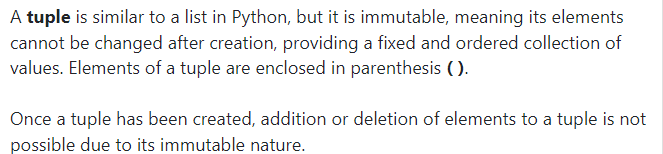 A tuple is similar to a list in Python, but it is immutable, meaning its elements
cannot be changed after creation, providing a fixed and ordered collection of
values. Elements of a tuple are enclosed in parenthesis ( ).
Once a tuple has been created, addition or deletion of elements to a tuple is not
possible due to its immutable nature.